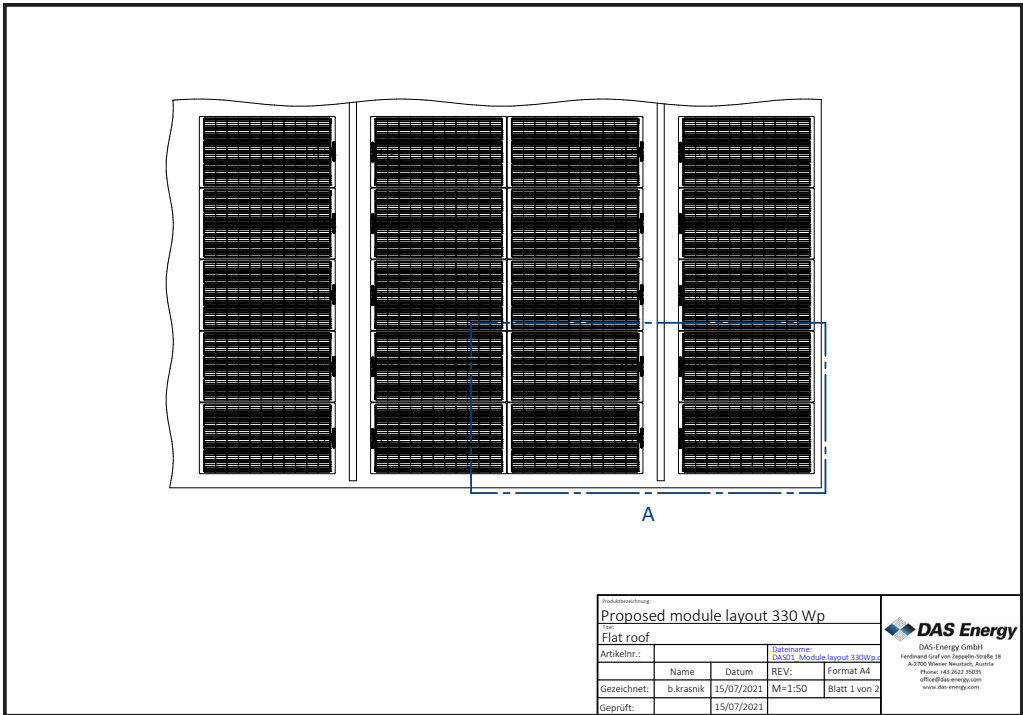 A
Produktbezeichnung:
Proposed module layout 330 Wp
Titel:
Flat roof
Artikelnr.:
Dateiname:
DAS01_Module layout 330Wp.c
Name Datum REV: Format A4
Gezeichnet: b.krasnik 15/07/2021 M=1:50 Blatt 1 von 2
Geprüft: 15/07/2021
DAS Energy
DAS-Energy GmbH
Ferdinand Graf von Zeppelin-Straße 18
A-2700 Wiener Neustadt, Austria
Phone: +43 2622 35035
office@das-energy.com
www.das-energy.com